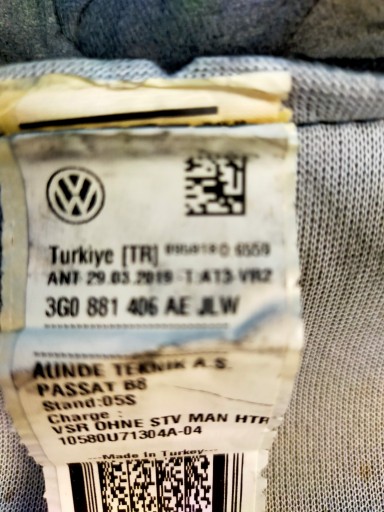 Turkiye [TR]
ANT 29.03.2019 T A13 VR2
3G0 881 406 AE JLW
AUNDE TEKNIK A.S.
PASSAT B8
Stand:05S
Charge :
VSR OHNE STV MAN HTR
10580U71304A-04
Made In Turkey